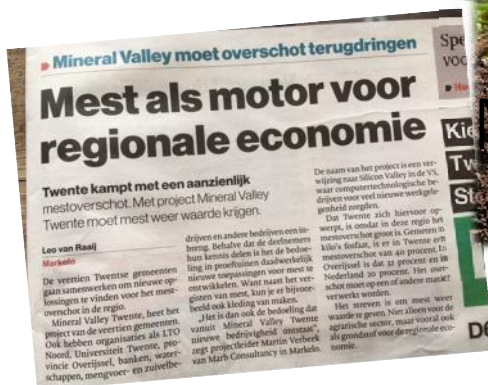 Mineral Valley moet overschot terugdringen
Mest als motor voor
regionale economie
Twente kampt met een aanzienlijk
mestoverschot. Met project Mineral Valley
Twente moet mest weer waarde krijgen.
Leo van Raaij
Markelo
De veertien Twentse gemeenten
gaan samenwerken om nieuwe op-
lossingen te vinden voor het mest-
overschot in de regio.
Mineral Valley Twente, heet het
project van de veertien gemeenten.
Ook hebben organisaties als LTO
Noord, Universiteit Twente, pro-
vincie Overijssel, banken, water-
schappen, mengvoer- en zuivelbe-
drijven en andere bedrijven een in-
breng. Behalve dat de deelnemers
hun kennis delen is het de bedoe-
ling in proeftuinen daadwerkelijk
nieuwe toepassingen voor mest te
ontwikkelen. Want naast het ver-
gisten van mest, kun je er bijvoor-
beeld ook kleding van maken.
„Het is dan ook de bedoeling dat
vanuit Mineral Valley Twente
nieuwe bedrijvigheid ontstaat”,
zegt projectleider Martin Verbeek
van Marb Consultancy in Markelo.
De naam van het project is een ver-
wijzing naar Silicon Valley in de VS,
waar computertechnologische be-
drijven voor veel nieuwe werkgele-
genheid zorgden.
Dat Twente zich hiervoor op-
werpt, is omdat in deze regio het
mestoverschot groot is. Gemeten in
kilo's fosfaat, is er in Twente een
mestoverschot van 40 procent. In
Overijssel is dat 32 procent en in
Nederland 20 procent. Het over-
schot moet op een of andere manier
verwerkt worden.
Het streven is om mest weer
waarde te geven. Niet alleen voor de
agrarische sector, maar vooral ook
als grondstof voor de regionale eco-
nomie.
Spe
voo
Kie
Tw
St
De